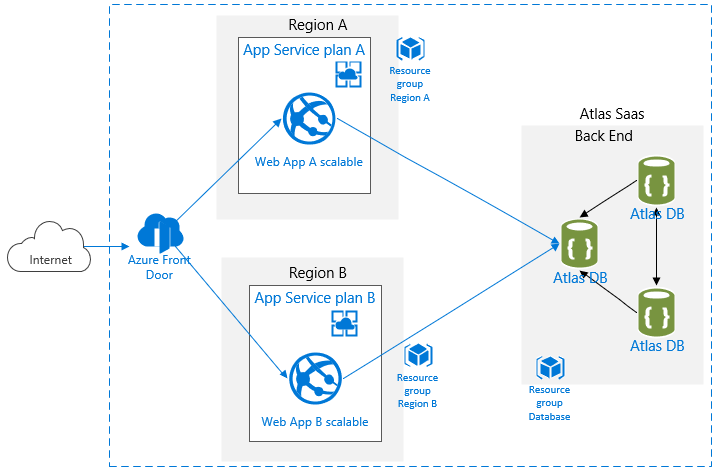 Region A
App Service plan A
Web App A scalable
Resource
group
Region A
Atlas Saas
Back End
Atlas DB
Atlas DB
Atlas DB
Internet
Azure Front
Door
Region B
App Service plan B
Web App B scalable
Resource
group
Region B
Resource
group
Database